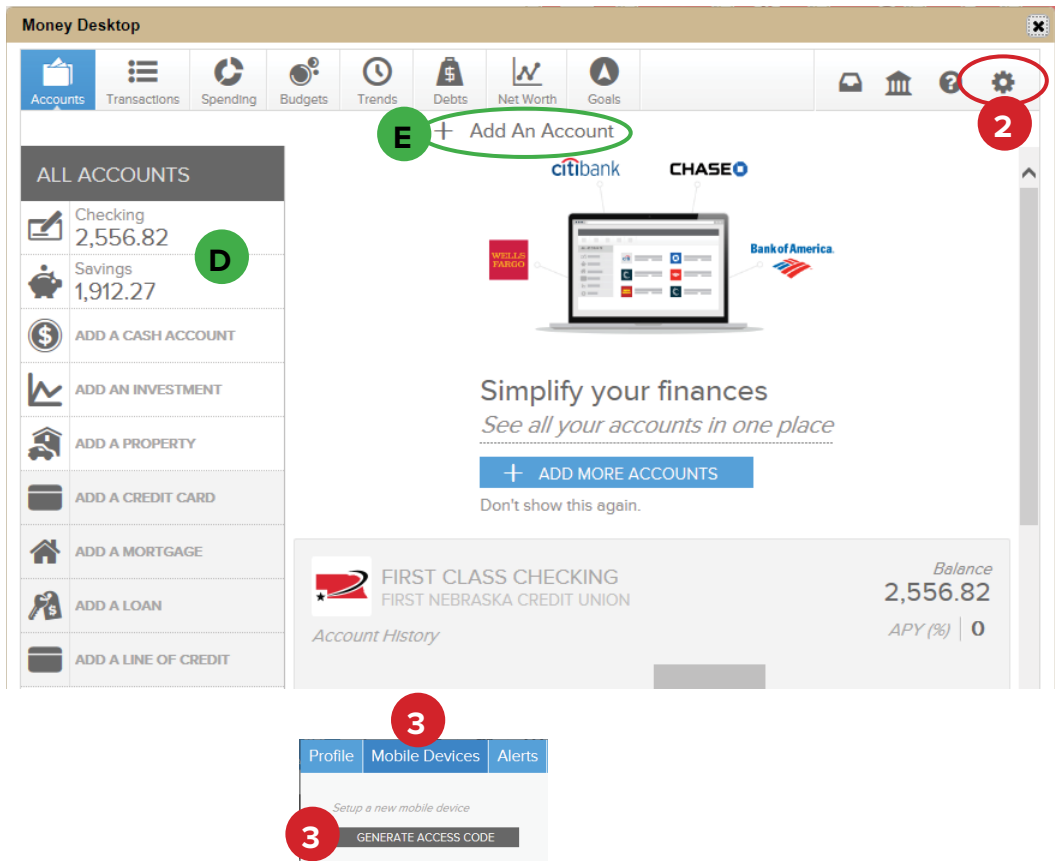 Money Desktop
Accounts Transactions Spending Budgets Trends Debts Net Worth Goals
2
E + Add An Account
ALL ACCOUNTS
Checking
2,556.82
D
Savings
1,912.27
ADD A CASH ACCOUNT
ADD AN INVESTMENT
ADD A PROPERTY
ADD A CREDIT CARD
ADD A MORTGAGE
ADD A LOAN
ADD A LINE OF CREDIT
citibank CHASE
WELLS
FARGO
Bank of America.
Simplify your finances
See all your accounts in one place
+ ADD MORE ACCOUNTS
Don't show this again.
FIRST CLASS CHECKING
FIRST NEBRASKA CREDIT UNION
Account History
Balance
2,556.82
APY (%) 0
3
Profile Mobile Devices Alerts
Setup a new mobile device
3 GENERATE ACCESS CODE